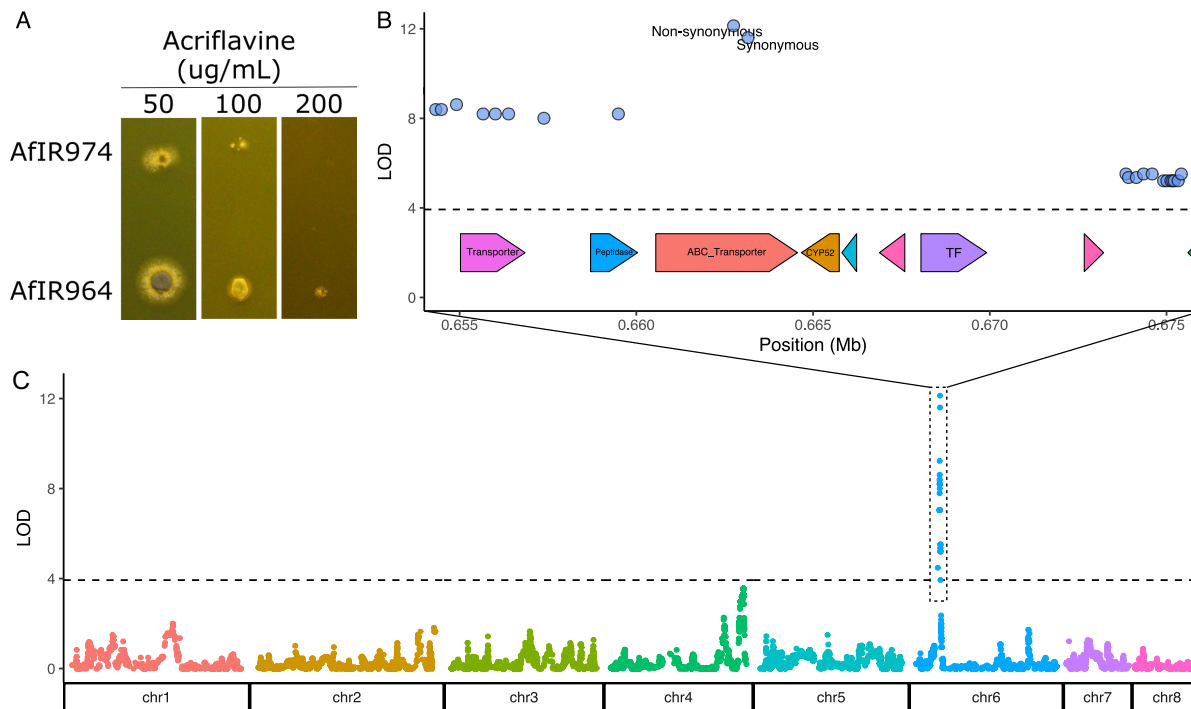 A
Acriflavine
(ug/mL)
50 100 200
AfIR974
AfIR964
B
12
8
4
0
LOD
Non-synonymous
Synonymous
Transporter
Peptidase
ABC_Transporter
CYP52
TF
0.655 0.660 0.665 0.670 0.675
Position (Mb)
C
12
8
4
0
LOD
chr1 chr2 chr3 chr4 chr5 chr6 chr7 chr8